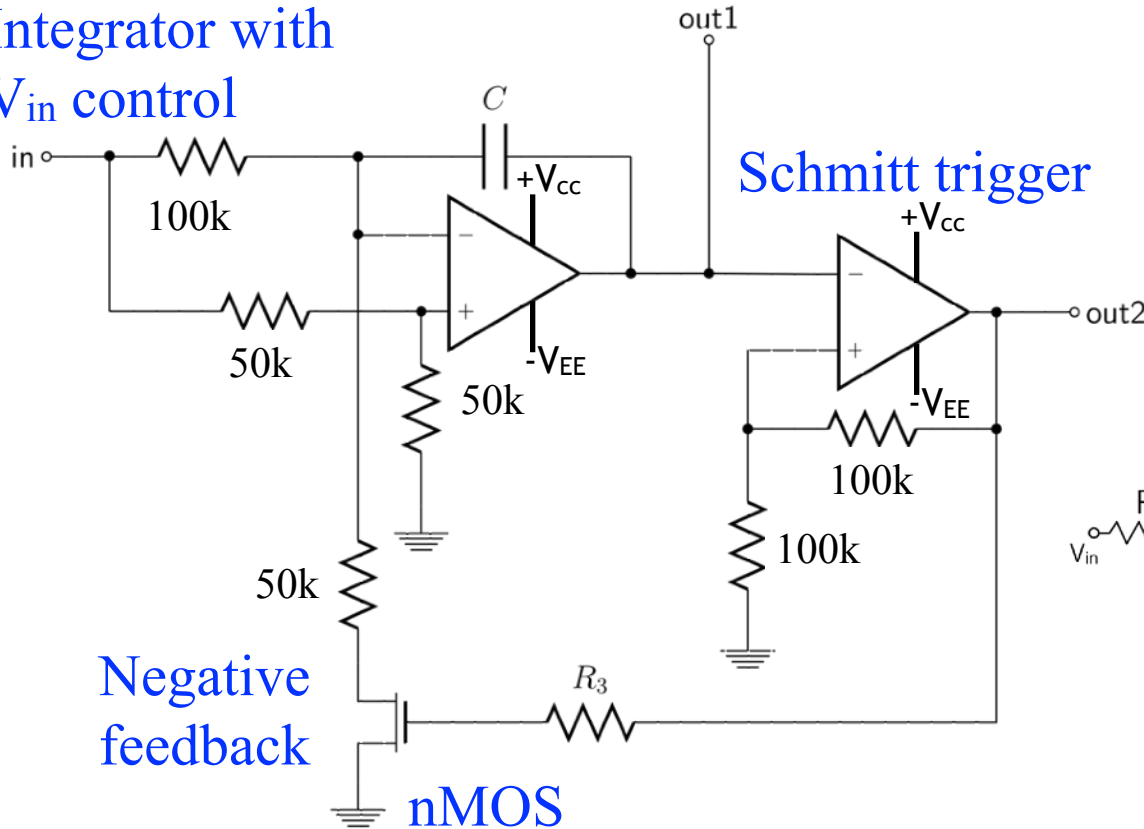 Integrator with
Vin control
out1
C
in
+Vcc
Schmitt trigger
+Vcc
100k
-
-
+
out2
50k
-VEE
+
50k
-VEE
100k
100k
Vin
50k
Negative
feedback
R3
nMOS